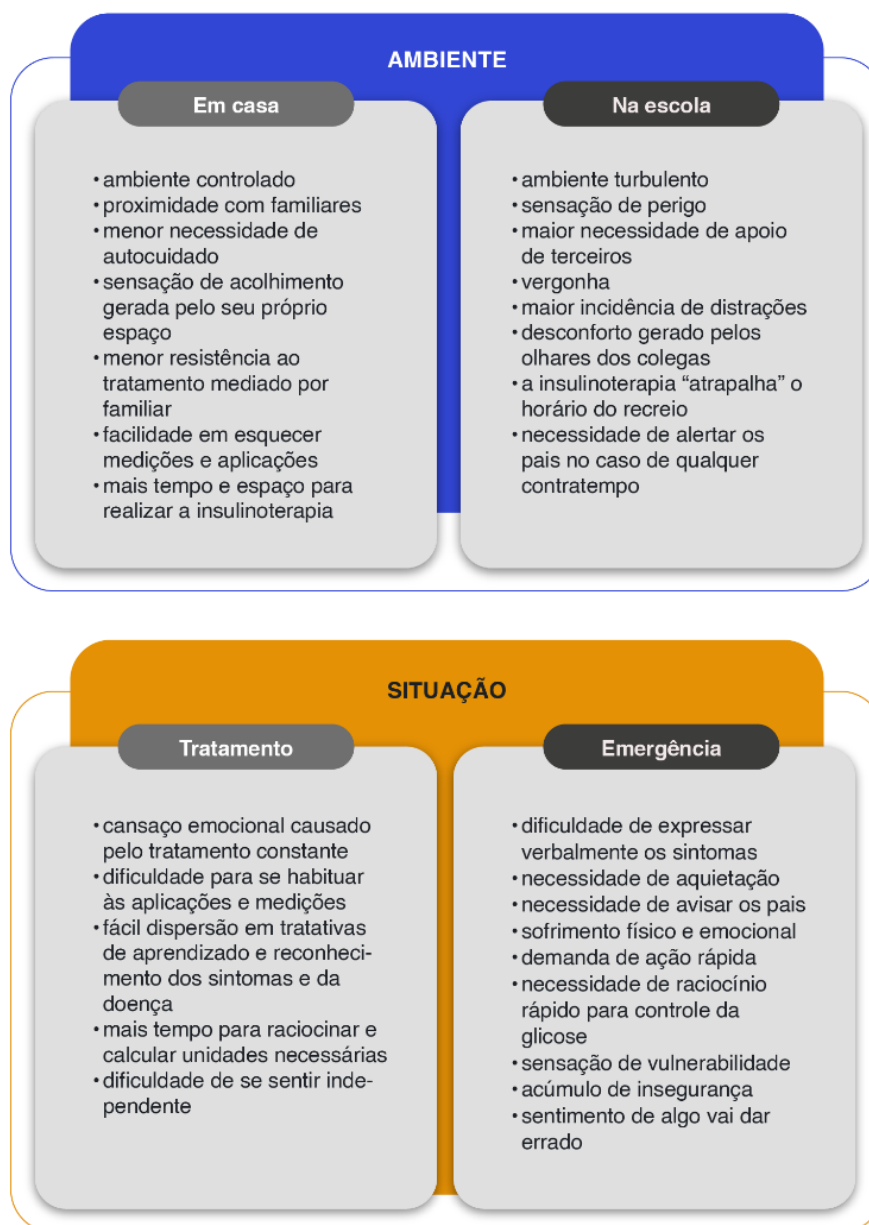 AMBIENTE
Em casa
• ambiente controlado
• proximidade com familiares
• menor necessidade de
autocuidado
• sensação de acolhimento
gerada pelo seu próprio
espaço
• menor resistência ao
tratamento mediado por
familiar
• facilidade em esquecer
medições e aplicações
• mais tempo e espaço para
realizar a insulinoterapia
Na escola
• ambiente turbulento
• sensação de perigo
• maior necessidade de apoio
de terceiros
• vergonha
• maior incidência de distrações
• desconforto gerado pelos
olhares dos colegas
• a insulinoterapia “atrapalha” o
horário do recreio
• necessidade de alertar os
pais no caso de qualquer
contratempo
SITUAÇÃO
Tratamento
• cansaço emocional causado
pelo tratamento constante
• dificuldade para se habituar
às aplicações e medições
• fácil dispersão em tratativas
de aprendizado e reconheci-
mento dos sintomas e da
doença
• mais tempo para raciocinar e
calcular unidades necessárias
• dificuldade de se sentir inde-
pendente
Emergência
• dificuldade de expressar
verbalmente os sintomas
• necessidade de aquietação
• necessidade de avisar os pais
• sofrimento físico e emocional
• demanda de ação rápida
• necessidade de raciocínio
rápido para controle da
glicose
• sensação de vulnerabilidade
• acúmulo de insegurança
• sentimento de algo vai dar
errado